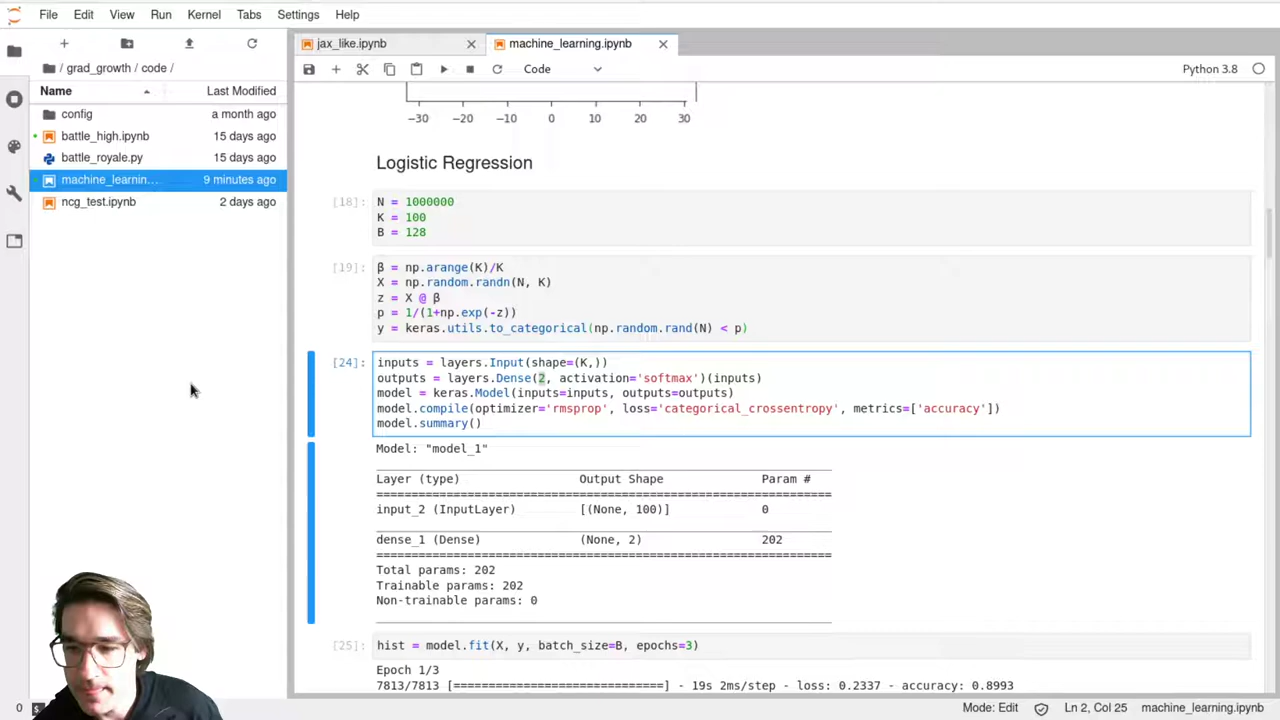 File Edit View Run Kernel Tabs Settings Help
/ grad_growth / code /
Name Last Modified
config a month ago
battle_high.ipynb 15 days ago
battle_royale.py 15 days ago
machine_learnin... 9 minutes ago
ncg_test.ipynb 2 days ago
jax_like.ipynb machine_learning.ipynb
Code Python 3.8
−30 −20 −10 0 10 20 30
Logistic Regression
[18]: N = 1000000
K = 100
B = 128
[19]: β = np.arange(K)/K
X = np.random.randn(N, K)
z = X @ β
p = 1/(1+np.exp(-z))
y = keras.utils.to_categorical(np.random.rand(N) < p)
[24]: inputs = layers.Input(shape=(K,))
outputs = layers.Dense(2, activation='softmax')(inputs)
model = keras.Model(inputs=inputs, outputs=outputs)
model.compile(optimizer='rmsprop', loss='categorical_crossentropy', metrics=['accuracy'])
model.summary()
Model: "model_1"
Layer (type) Output Shape Param #
input_2 (InputLayer) [(None, 100)] 0
dense_1 (Dense) (None, 2) 202
Total params: 202
Trainable params: 202
Non-trainable params: 0
[25]: hist = model.fit(X, y, batch_size=B, epochs=3)
Epoch 1/3
7813/7813 [==============================] - 19s 2ms/step - loss: 0.2337 - accuracy: 0.8993
0 $_ Mode: Edit Ln 2, Col 25 machine_learning.ipynb